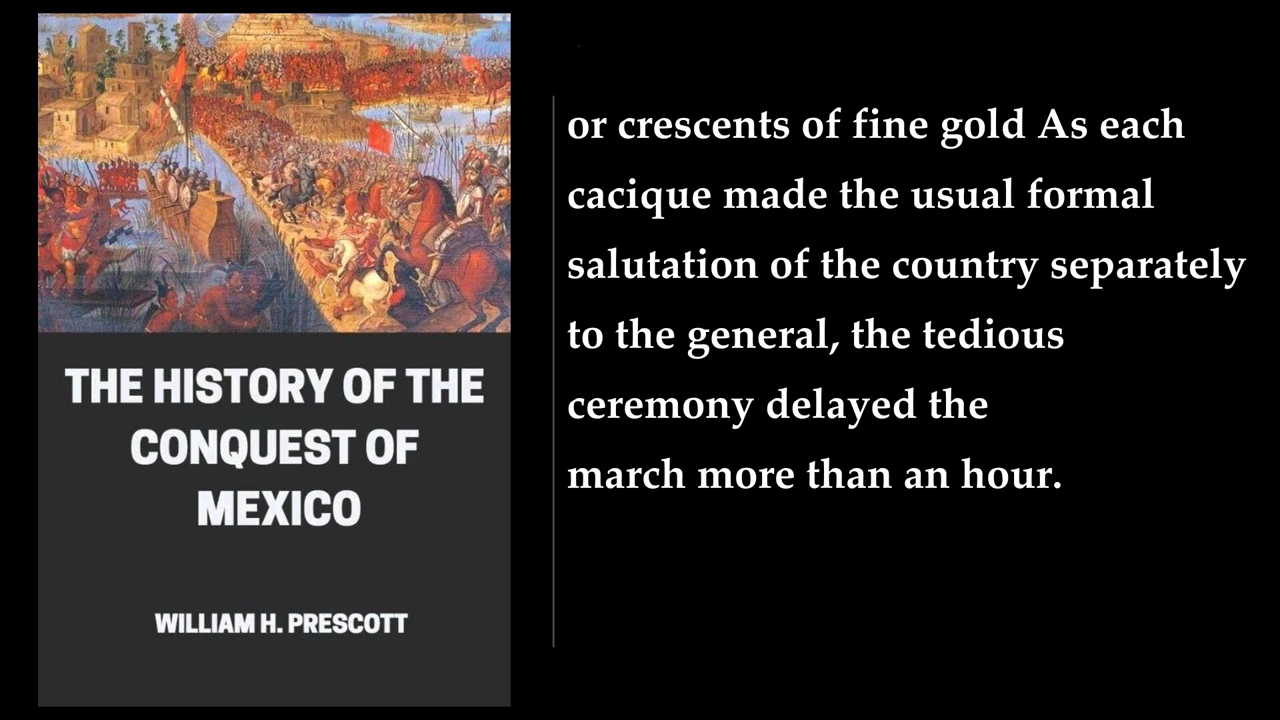 THE HISTORY OF THE
CONQUEST OF
MEXICO
WILLIAM H. PRESCOTT
or crescents of fine gold As each
cacique made the usual formal
salutation of the country separately
to the general, the tedious
ceremony delayed the
march more than an hour.